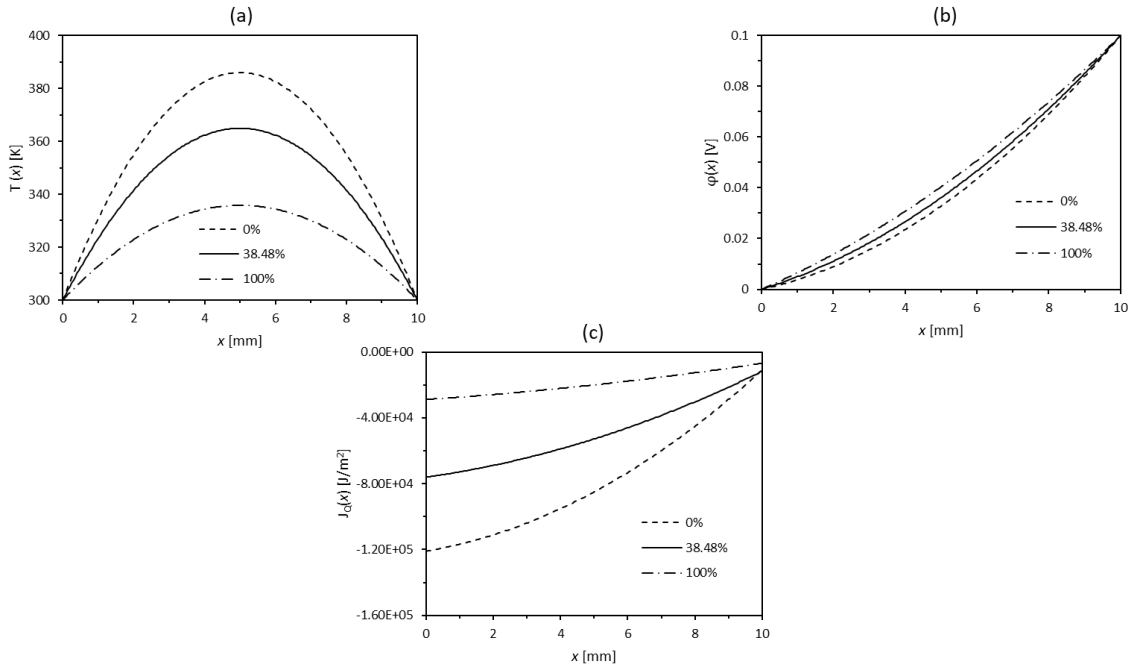 (a)
400
380
360
340
320
300
T (x) [K]
0%
38.48%
100%
0 2 4 6 8 10
x [mm]
(b)
0.1
0.08
0.06
0.04
0.02
0
φ(x) [V]
0%
38.48%
100%
0 2 4 6 8 10
x [mm]
(c)
0.00E+00
-4.00E+04
-8.00E+04
-1.20E+05
-1.60E+05
J_Q(x) [J/m²]
0%
38.48%
100%
0 2 4 6 8 10
x [mm]